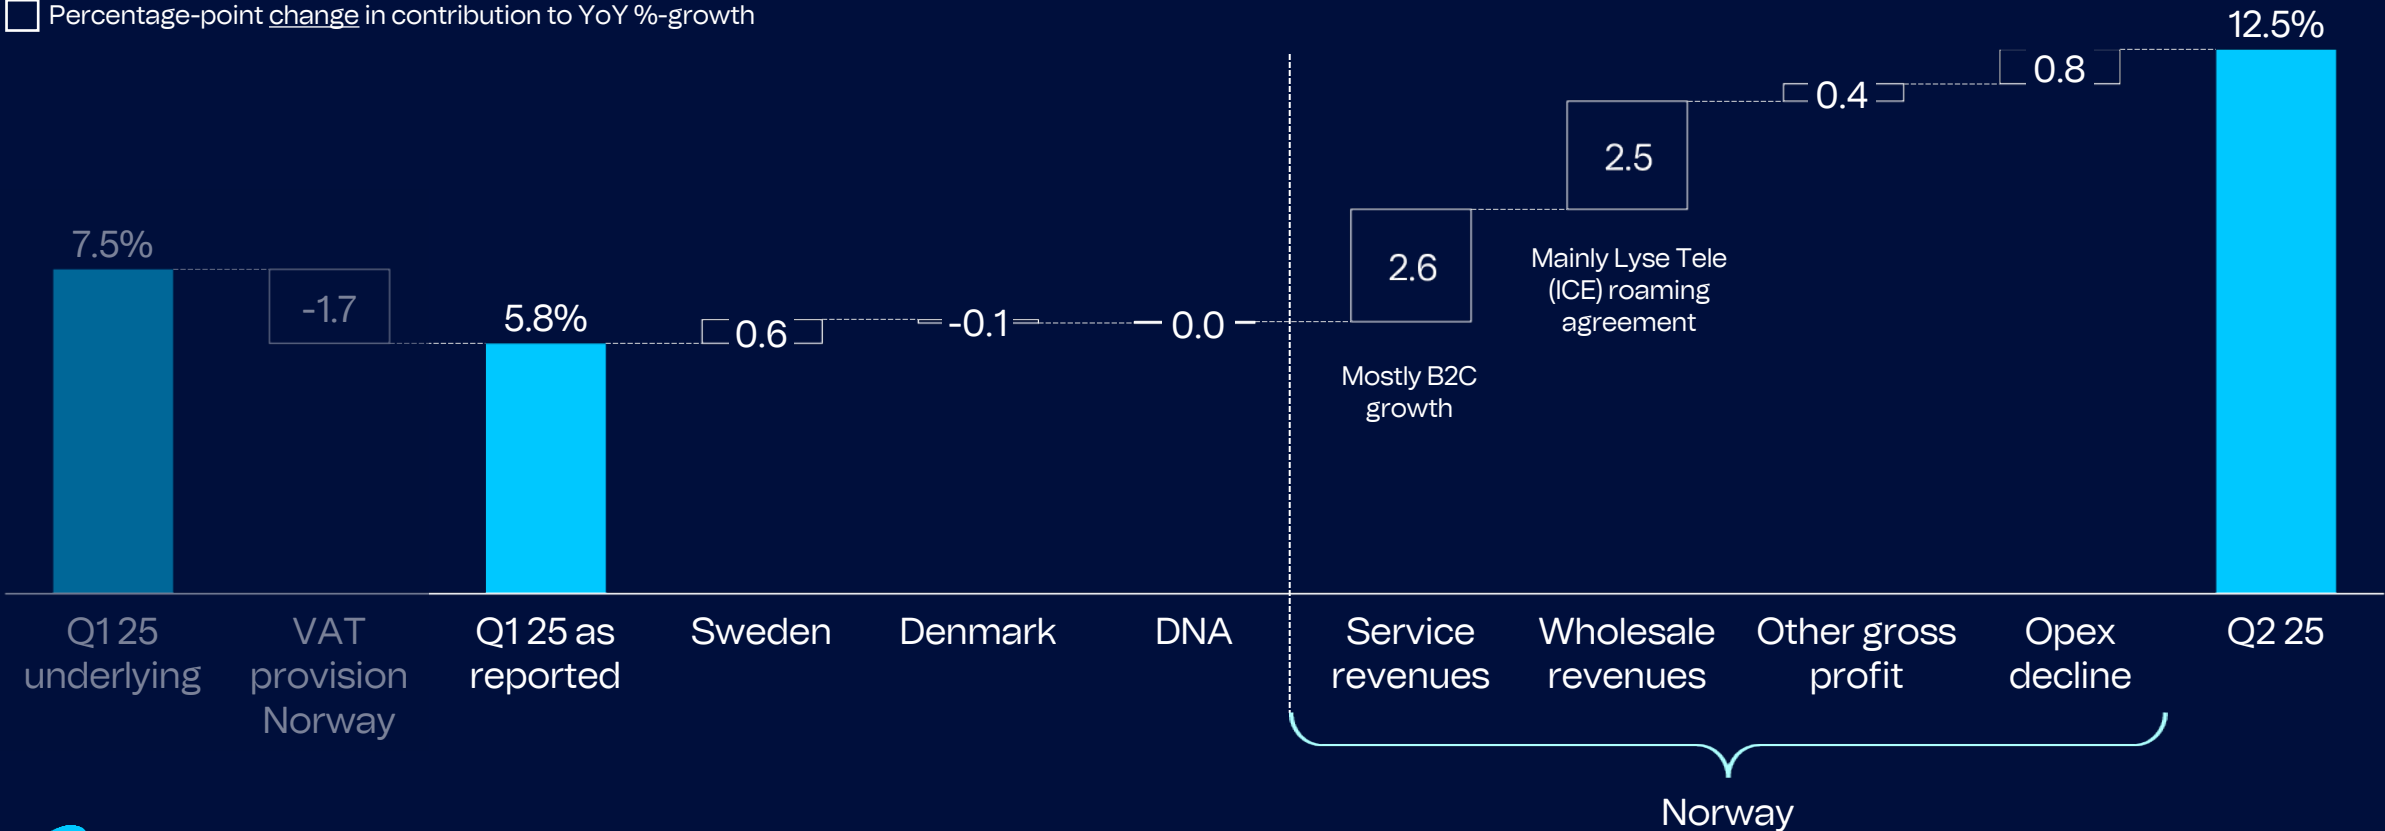 Percentage-point change in contribution to YoY %-growth
12.5%
0.8
0.4
2.5
7.5%
2.6
Mainly Lyse Tele
(ICE) roaming
agreement
-1.7
5.8%
0.6
-0.1
0.0
Mostly B2C
growth
Q1 25
underlying
VAT
provision
Norway
Q1 25 as
reported
Sweden
Denmark
DNA
Service
revenues
Wholesale
revenues
Other gross
profit
Opex
decline
Q2 25
Norway